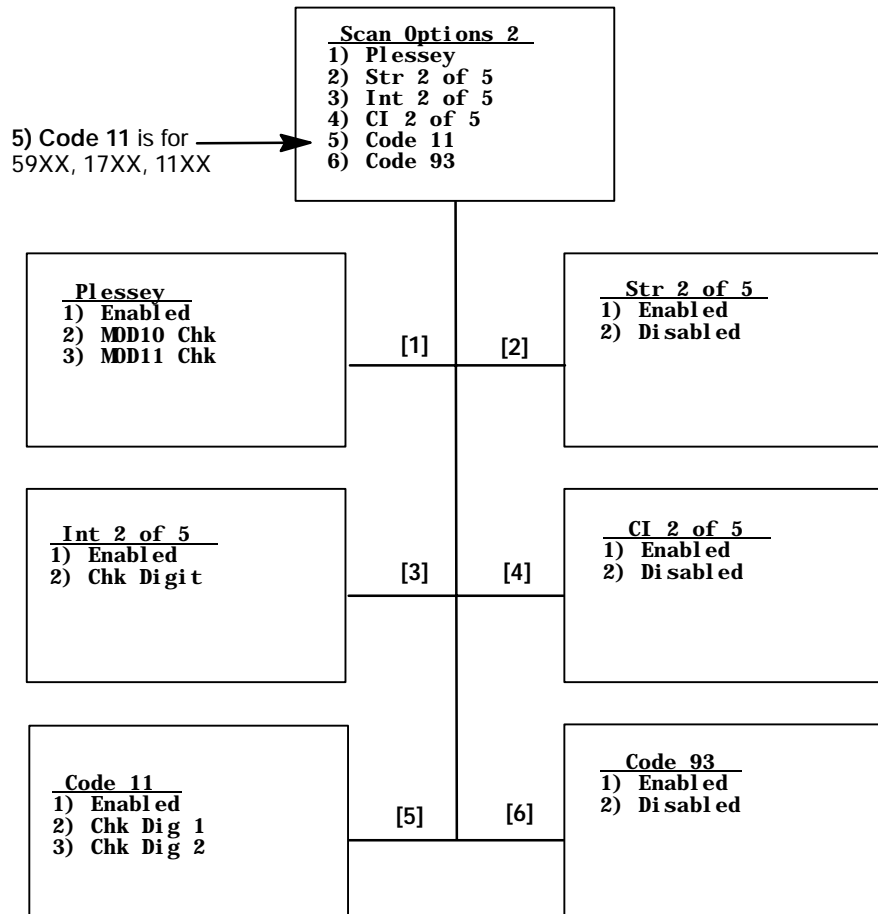 Scan Options 2
1) Plessey
2) Str 2 of 5
3) Int 2 of 5
4) CI 2 of 5
5) Code 11
6) Code 93
5) Code 11 is for
59XX, 17XX, 11XX
Plessey
1) Enabled
2) MOD10 Chk
3) MOD11 Chk
[1]
[2]
Str 2 of 5
1) Enabled
2) Disabled
Int 2 of 5
1) Enabled
2) Chk Digit
[3]
[4]
CI 2 of 5
1) Enabled
2) Disabled
Code 11
1) Enabled
2) Chk Dig 1
3) Chk Dig 2
[5]
[6]
Code 93
1) Enabled
2) Disabled